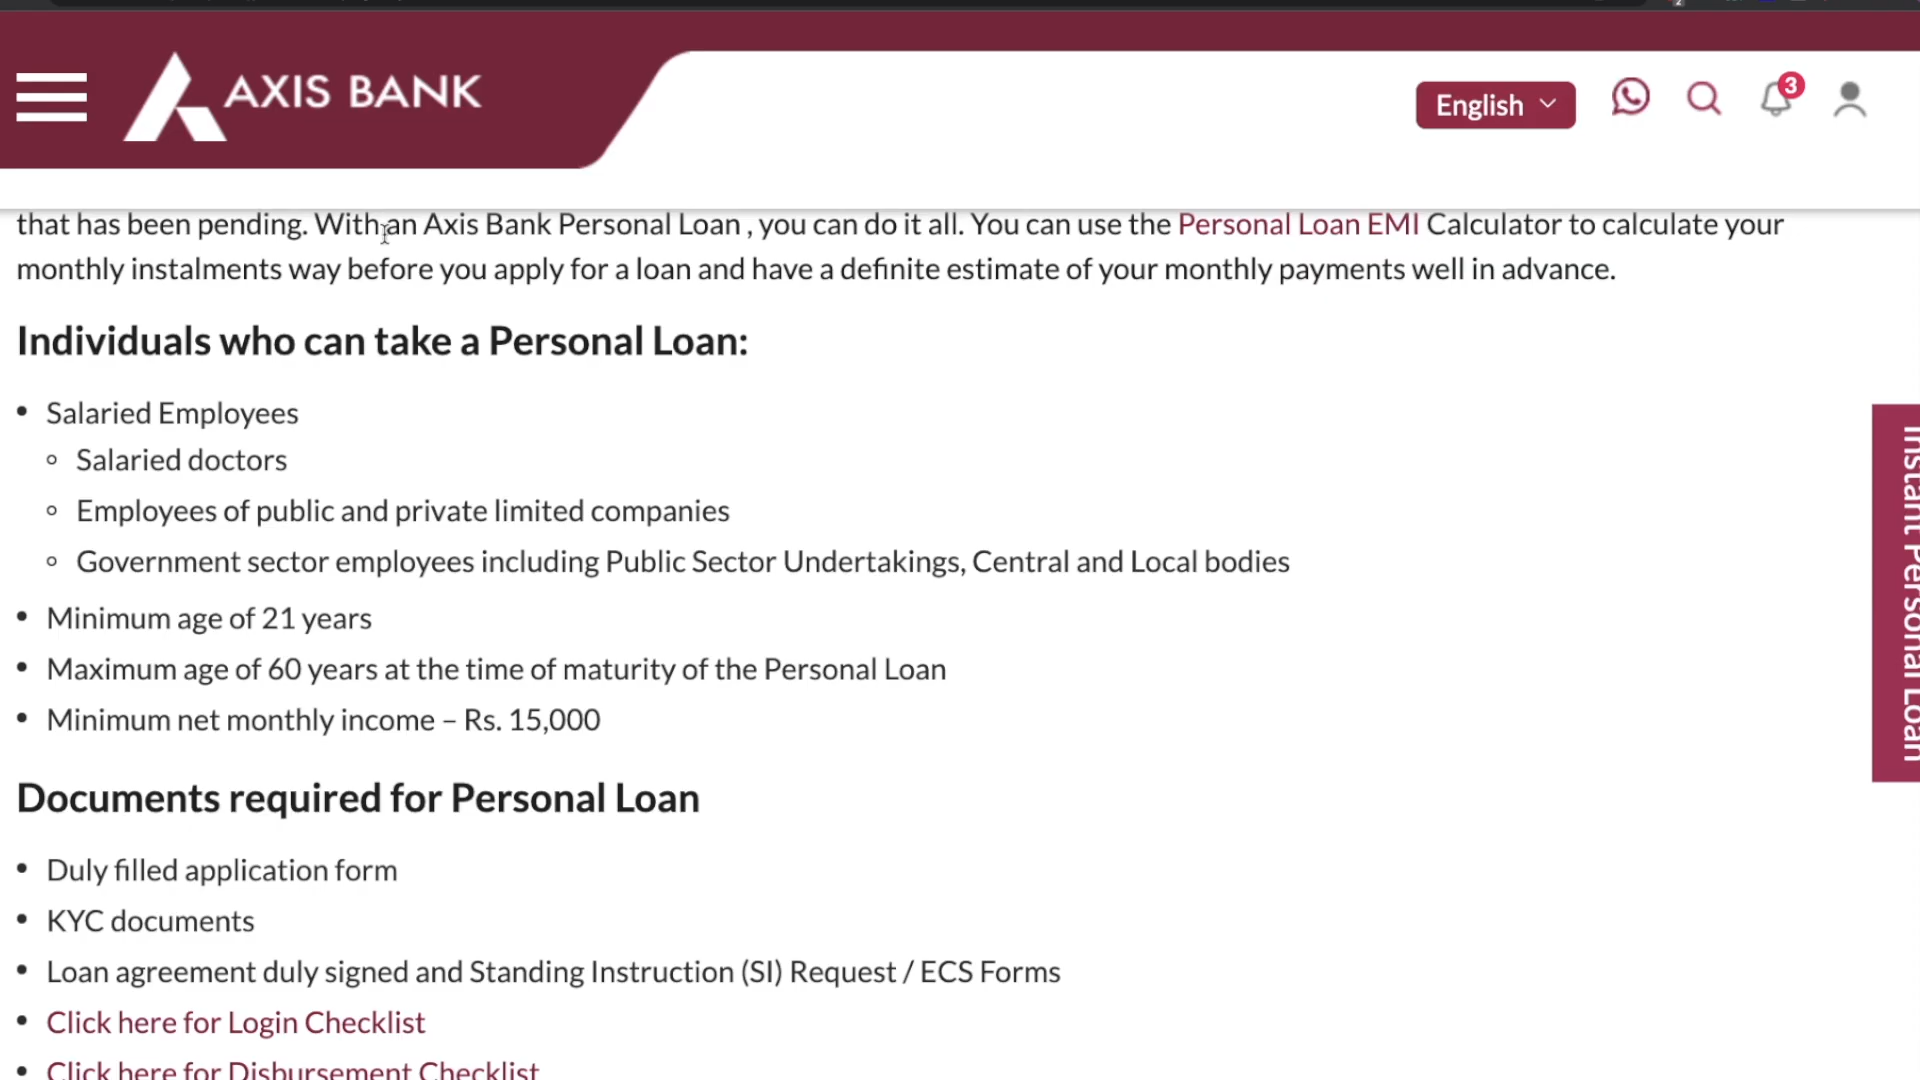 AXIS BANK
English
3
that has been pending. With an Axis Bank Personal Loan , you can do it all. You can use the Personal Loan EMI Calculator to calculate your
monthly instalments way before you apply for a loan and have a definite estimate of your monthly payments well in advance.
Individuals who can take a Personal Loan:
• Salaried Employees
◦ Salaried doctors
◦ Employees of public and private limited companies
◦ Government sector employees including Public Sector Undertakings, Central and Local bodies
• Minimum age of 21 years
• Maximum age of 60 years at the time of maturity of the Personal Loan
• Minimum net monthly income – Rs. 15,000
Instant Personal Loan
Documents required for Personal Loan
• Duly filled application form
• KYC documents
• Loan agreement duly signed and Standing Instruction (SI) Request / ECS Forms
• Click here for Login Checklist
• Click here for Disbursement Checklist